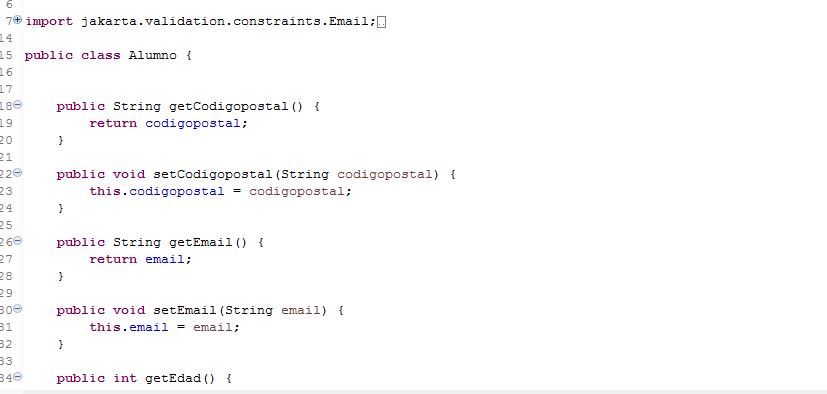 6
7 import jakarta.validation.constraints.Email;
14
15 public class Alumno {
16
17
18 public String getCodigopostal() {
19 return codigopostal;
20 }
21
22 public void setCodigopostal(String codigopostal) {
23 this.codigopostal = codigopostal;
24 }
25
26 public String getEmail() {
27 return email;
28 }
29
30 public void setEmail(String email) {
31 this.email = email;
32 }
33
34 public int getEdad() {